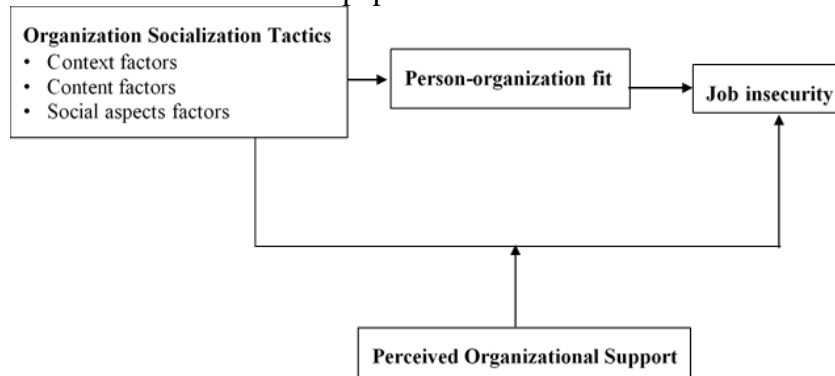 Organization Socialization Tactics
• Context factors
• Content factors
• Social aspects factors
Person-organization fit
Job insecurity
Perceived Organizational Support